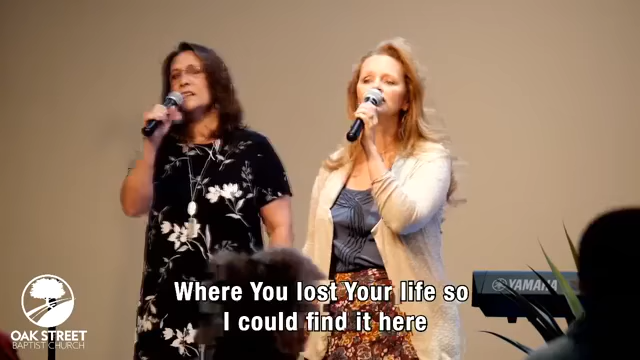 YAMAHA
Where You lost Your life so
I could find it here
OAK STREET
BAPTIST CHURCH